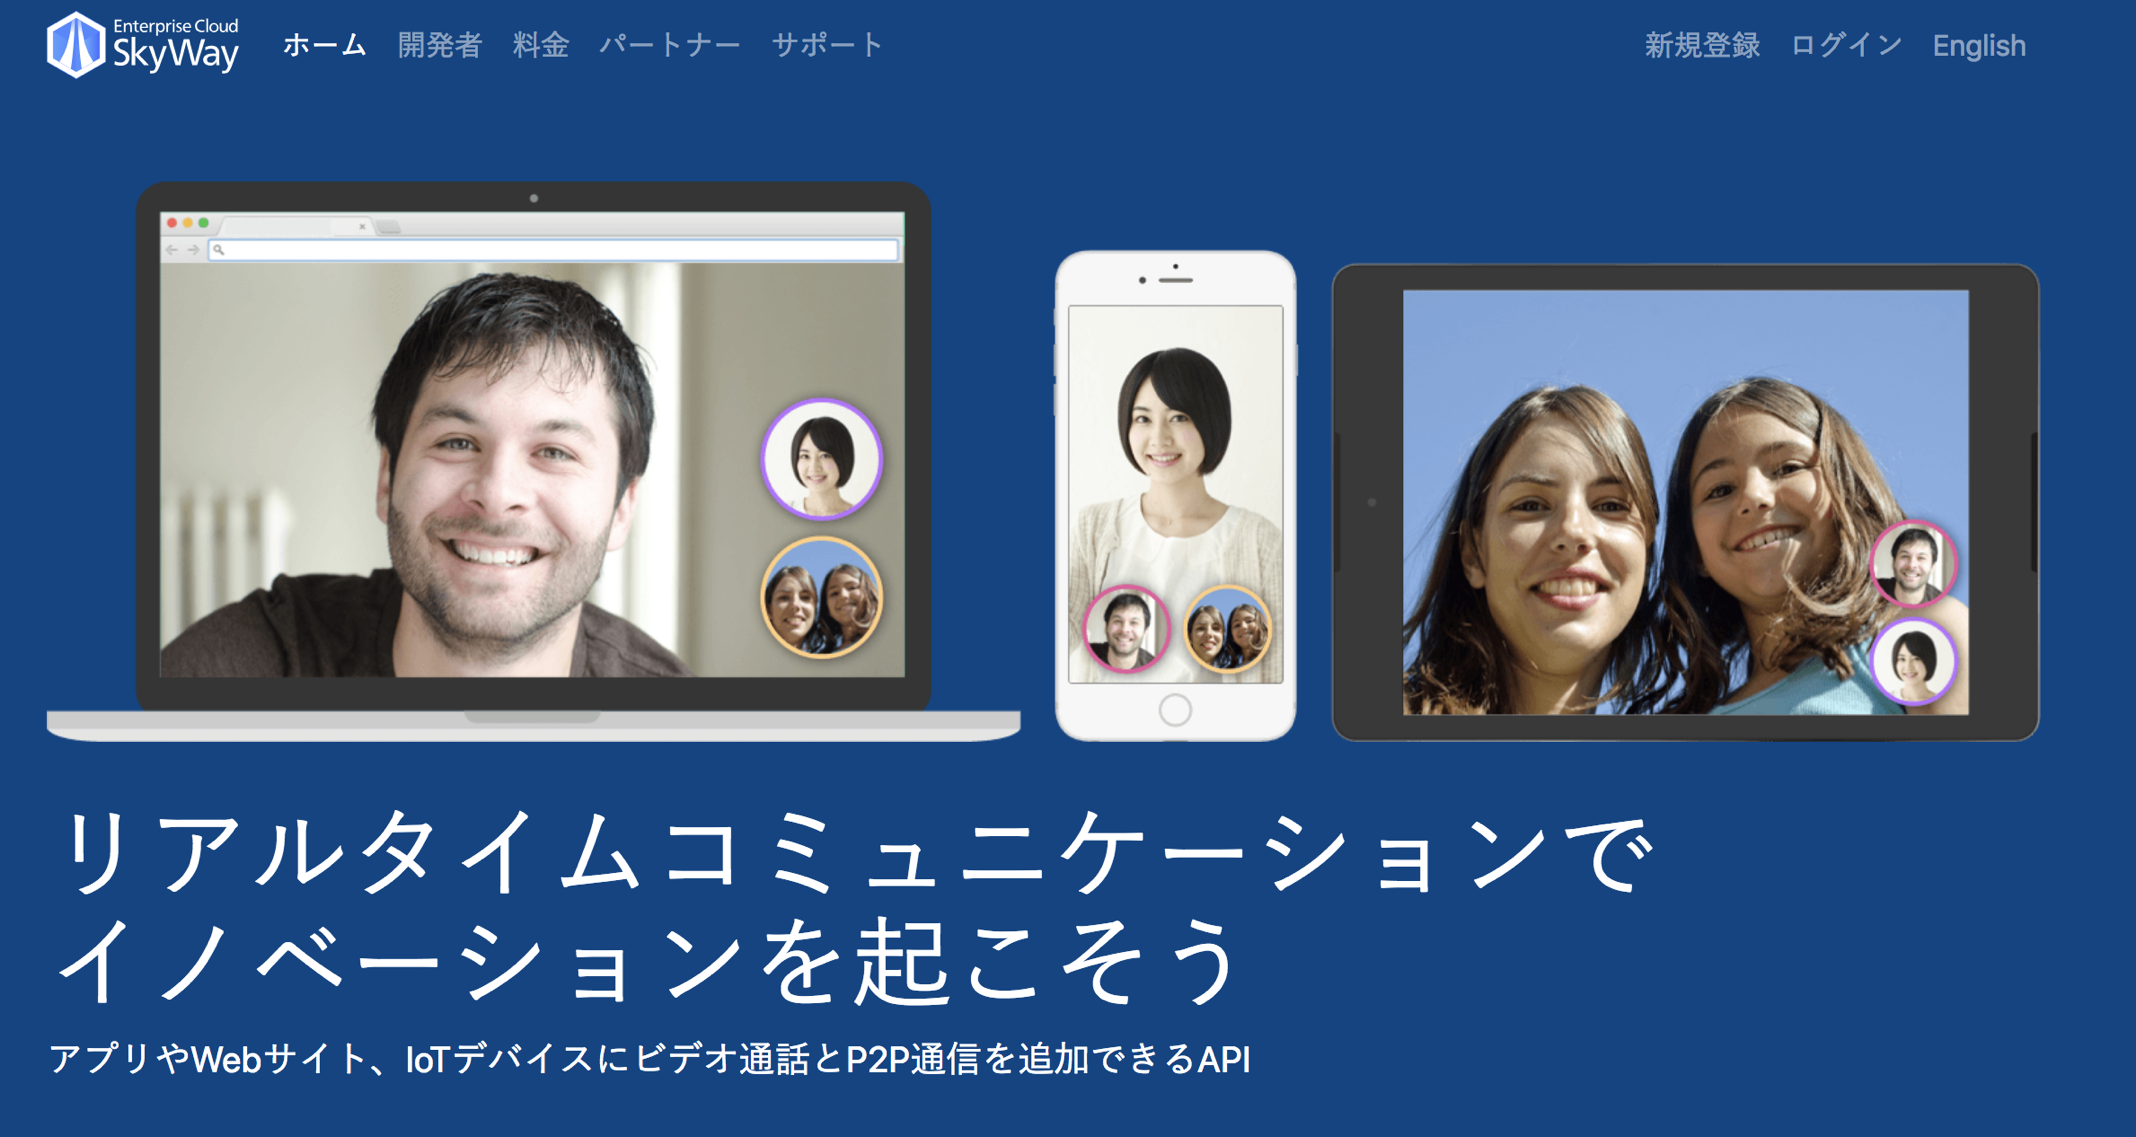 Enterprise Cloud
SkyWay
ホーム 開発者 料金 パートナー サポート 新規登録 ログイン English
リアルタイムコミュニケーションで
イノベーションを起こそう
アプリやWebサイト、IoTデバイスにビデオ通話とP2P通信を追加できるAPI